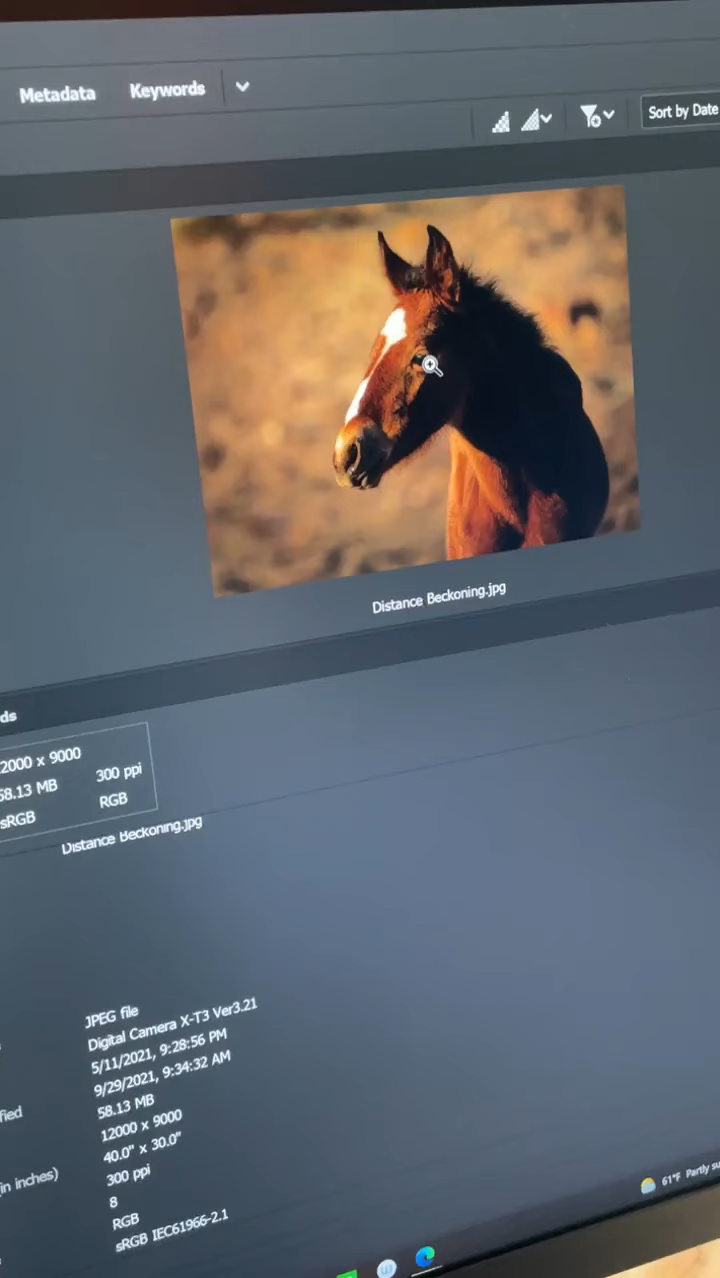 Metadata Keywords
Sort by Date
Distance Beckoning.jpg
ds
2000 x 9000
58.13 MB 300 ppi
sRGB RGB
Distance Beckoning.jpg
JPEG file
Digital Camera X-T3 Ver3.21
5/11/2021, 9:28:56 PM
9/29/2021, 9:34:32 AM
fied
58.13 MB
12000 x 9000
in inches)
40.0" x 30.0"
300 ppi
8
RGB
sRGB IEC61966-2.1
61°F Partly su